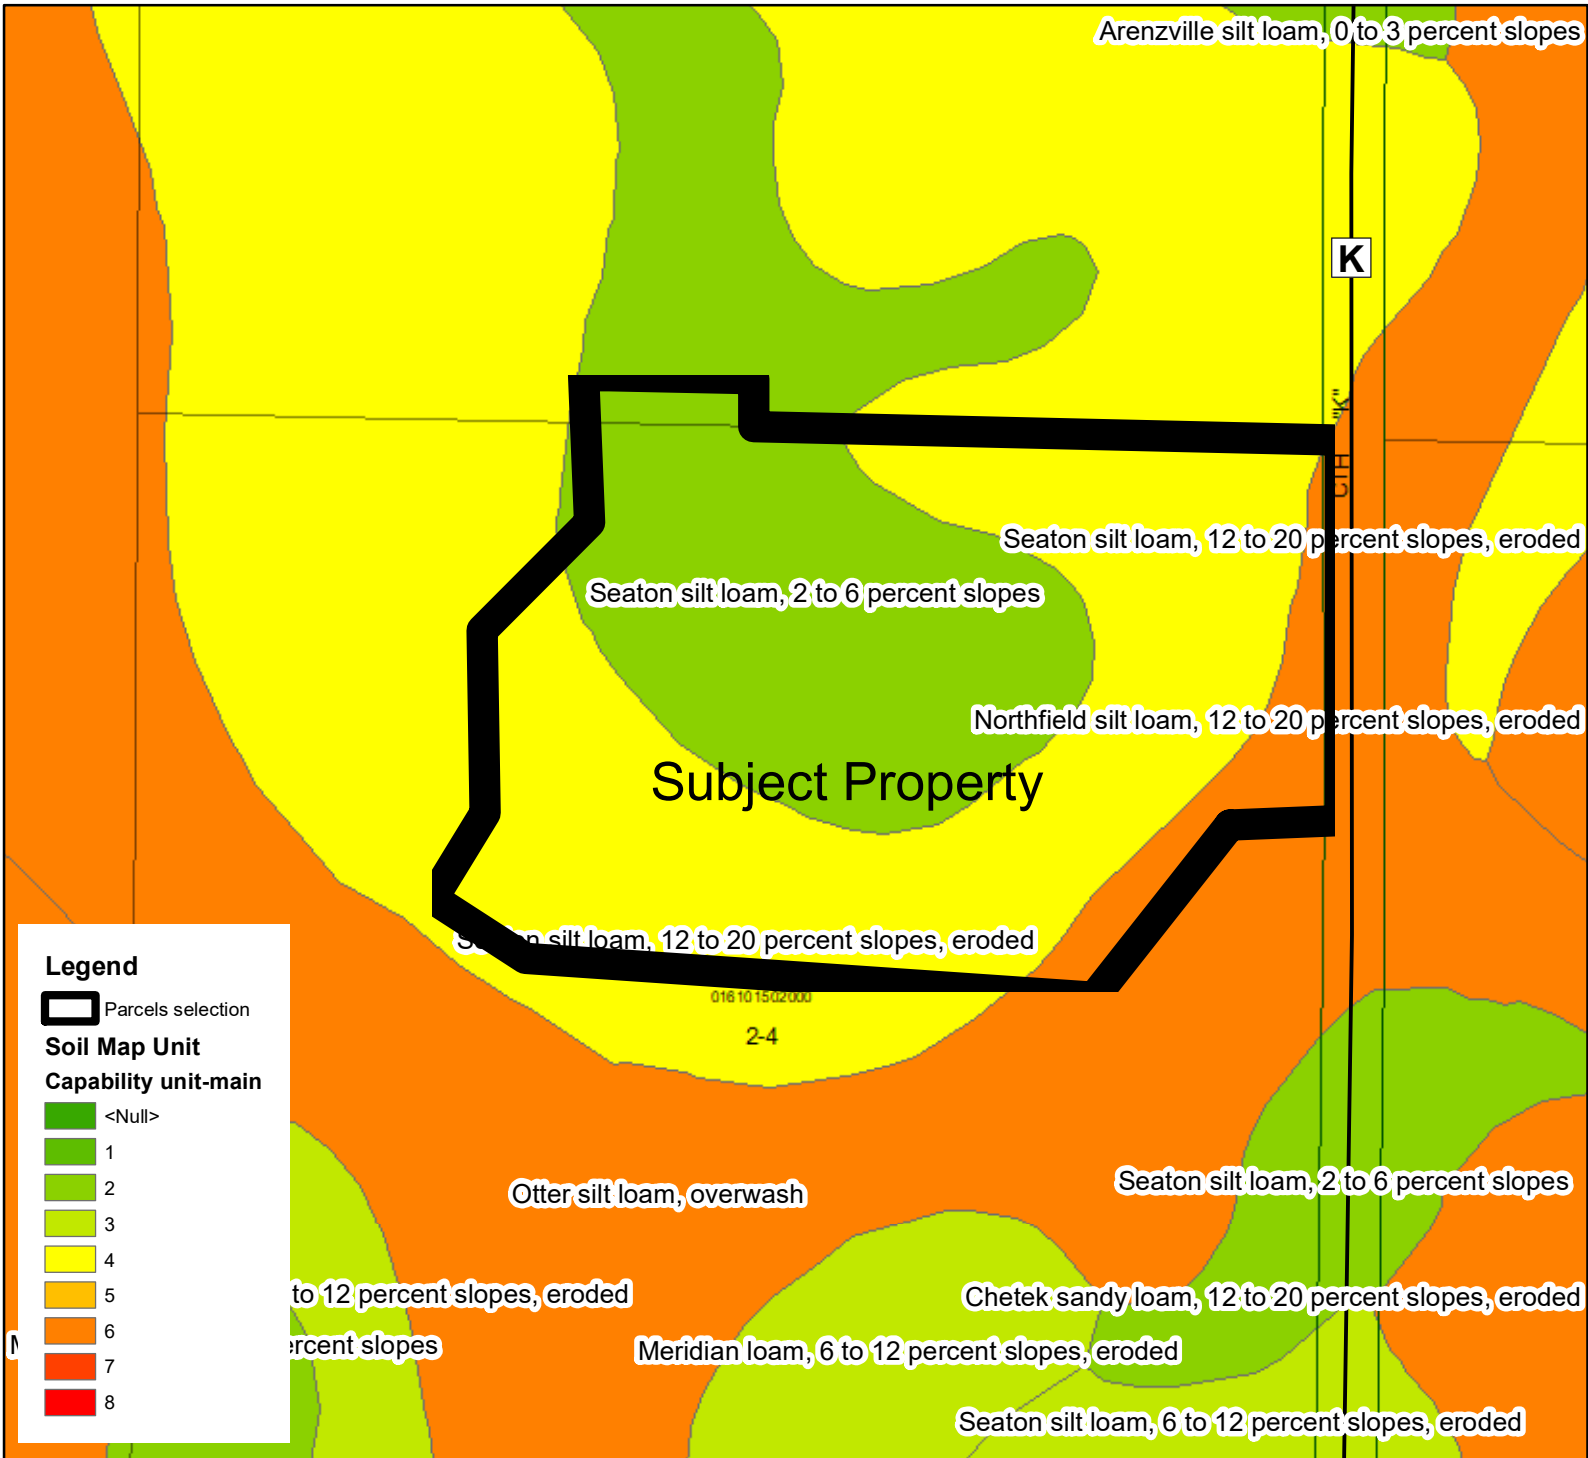 Arenzville silt loam, 0 to 3 percent slopes
K
CTH "K"
Seaton silt loam, 12 to 20 percent slopes, eroded
Seaton silt loam, 2 to 6 percent slopes
Northfield silt loam, 12 to 20 percent slopes, eroded
Subject Property
silt loam, 12 to 20 percent slopes, eroded
016101502000
2-4
Legend
Parcels selection
Soil Map Unit
Capability unit-main
<Null>
1
2
3
4
5
6
7
8
Otter silt loam, overwash
Seaton silt loam, 2 to 6 percent slopes
to 12 percent slopes, eroded
Chetek sandy loam, 12 to 20 percent slopes, eroded
percent slopes
Meridian loam, 6 to 12 percent slopes, eroded
Seaton silt loam, 6 to 12 percent slopes, eroded